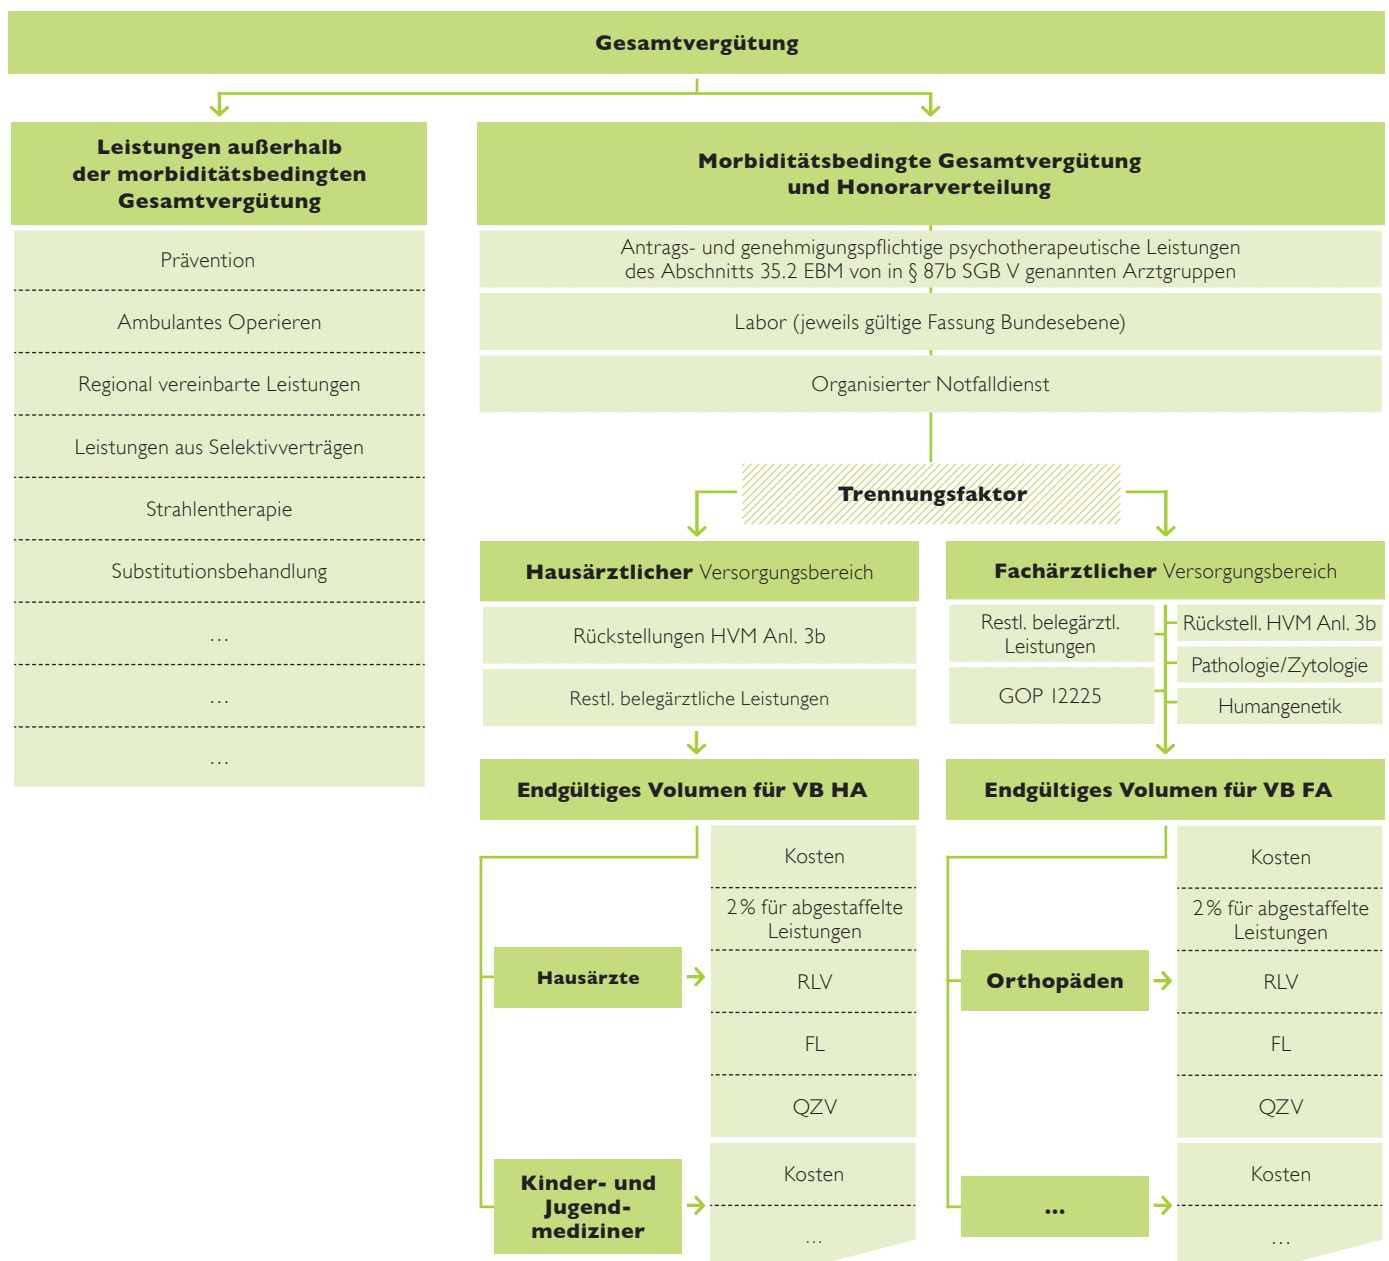 Gesamtvergütung
Leistungen außerhalb
der morbiditätsbedingten
Gesamtvergütung
Prävention
Ambulantes Operieren
Regional vereinbarte Leistungen
Leistungen aus Selektivverträgen
Strahlentherapie
Substitutionsbehandlung
…
…
…
Morbiditätsbedingte Gesamtvergütung
und Honorarverteilung
Antrags- und genehmigungspflichtige psychotherapeutische Leistungen
des Abschnitts 35.2 EBM von in § 87b SGB V genannten Arztgruppen
Labor (jeweils gültige Fassung Bundesebene)
Organisierter Notfalldienst
Trennungsfaktor
Hausärztlicher Versorgungsbereich
Rückstellungen HVM Anl. 3b
Restl. belegärztliche Leistungen
Endgültiges Volumen für VB HA
Hausärzte
Kosten
2% für abgestaffelte
Leistungen
RLV
FL
QZV
Kinder- und
Jugend-
mediziner
Kosten
…
Fachärztlicher Versorgungsbereich
Restl. belegärztl.
Leistungen
GOP 12225
Rückstell. HVM Anl. 3b
Pathologie/Zytologie
Humangenetik
Endgültiges Volumen für VB FA
Orthopäden
Kosten
2% für abgestaffelte
Leistungen
RLV
FL
QZV
…
Kosten
…